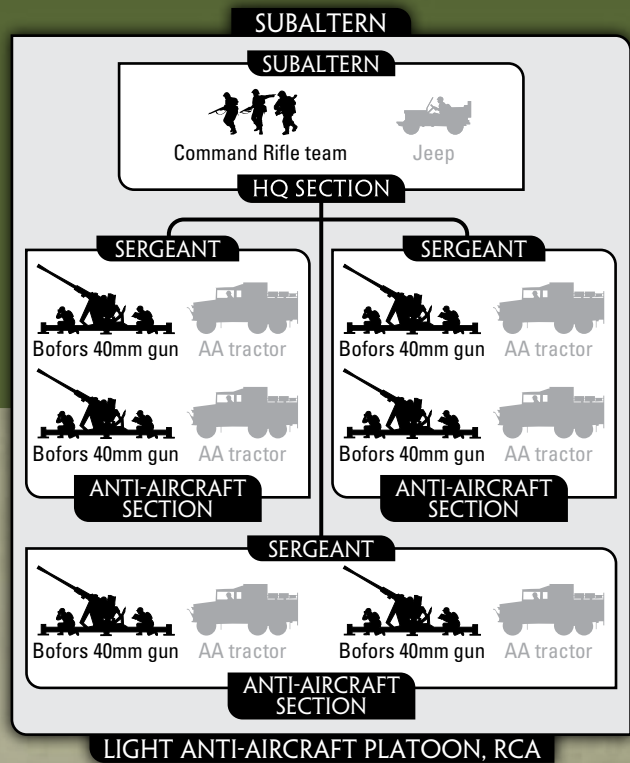 SUBALTERN
SUBALTERN
Command Rifle team
Jeep
HQ SECTION
SERGEANT
Bofors 40mm gun
AA tractor
Bofors 40mm gun
AA tractor
ANTI-AIRCRAFT
SECTION
SERGEANT
Bofors 40mm gun
AA tractor
Bofors 40mm gun
AA tractor
ANTI-AIRCRAFT
SECTION
SERGEANT
Bofors 40mm gun
AA tractor
Bofors 40mm gun
AA tractor
ANTI-AIRCRAFT
SECTION
LIGHT ANTI-AIRCRAFT PLATOON, RCA